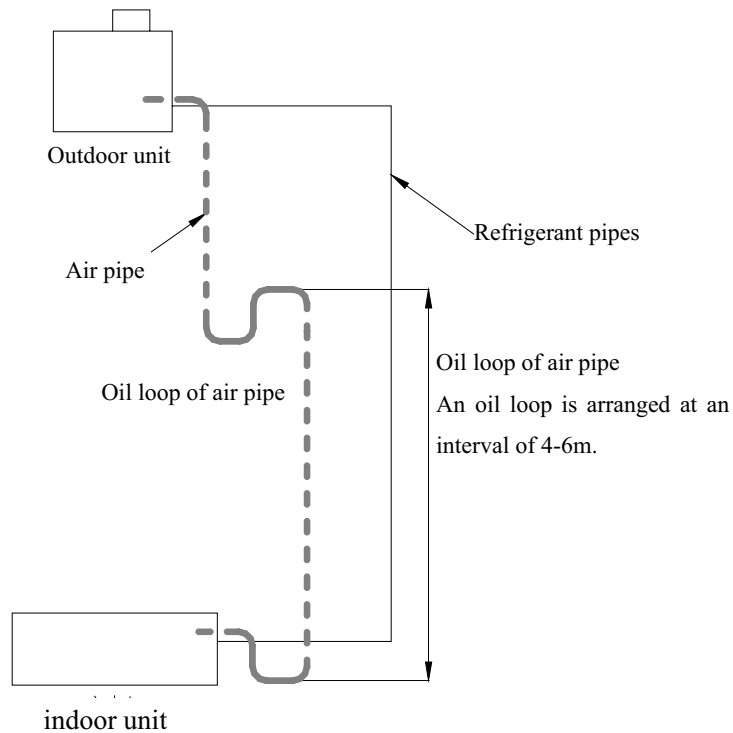 Outdoor unit
Refrigerant pipes
Air pipe
Oil loop of air pipe
Oil loop of air pipe
An oil loop is arranged at an
interval of 4-6m.
indoor unit